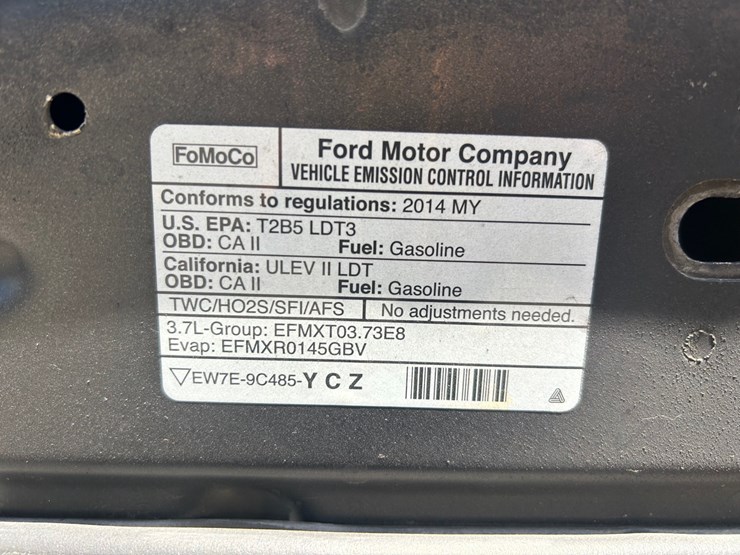 FoMoCo
Ford Motor Company
VEHICLE EMISSION CONTROL INFORMATION
Conforms to regulations: 2014 MY
U.S. EPA: T2B5 LDT3
OBD: CA II Fuel: Gasoline
California: ULEV II LDT
OBD: CA II Fuel: Gasoline
TWC/HO2S/SFI/AFS No adjustments needed.
3.7L-Group: EFMXT03.73E8
Evap: EFMXR0145GBV
EW7E-9C485-Y C Z